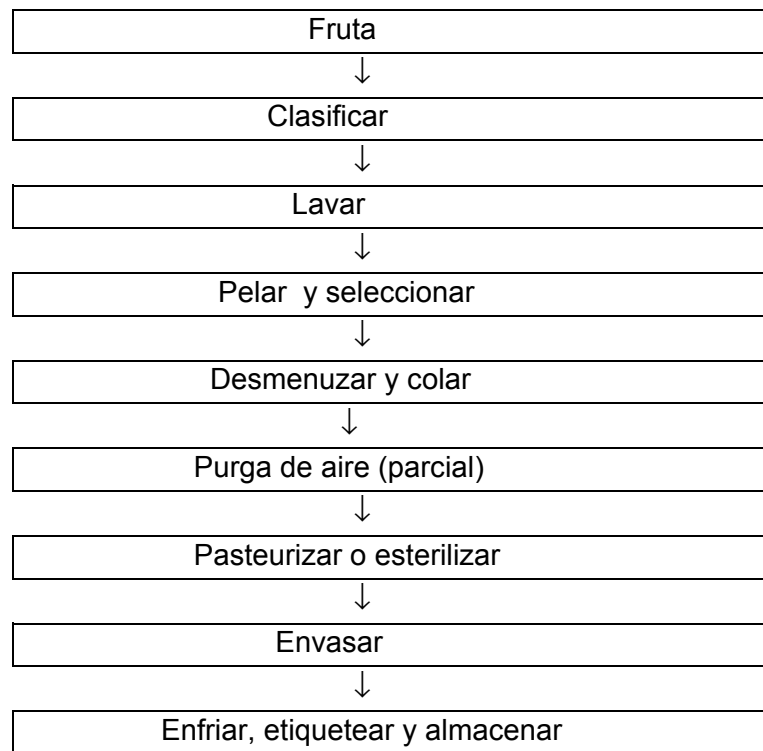 Fruta
↓
Clasificar
↓
Lavar
↓
Pelar y seleccionar
↓
Desmenuzar y colar
↓
Purga de aire (parcial)
↓
Pasteurizar o esterilizar
↓
Envasar
↓
Enfriar, etiquetear y almacenar